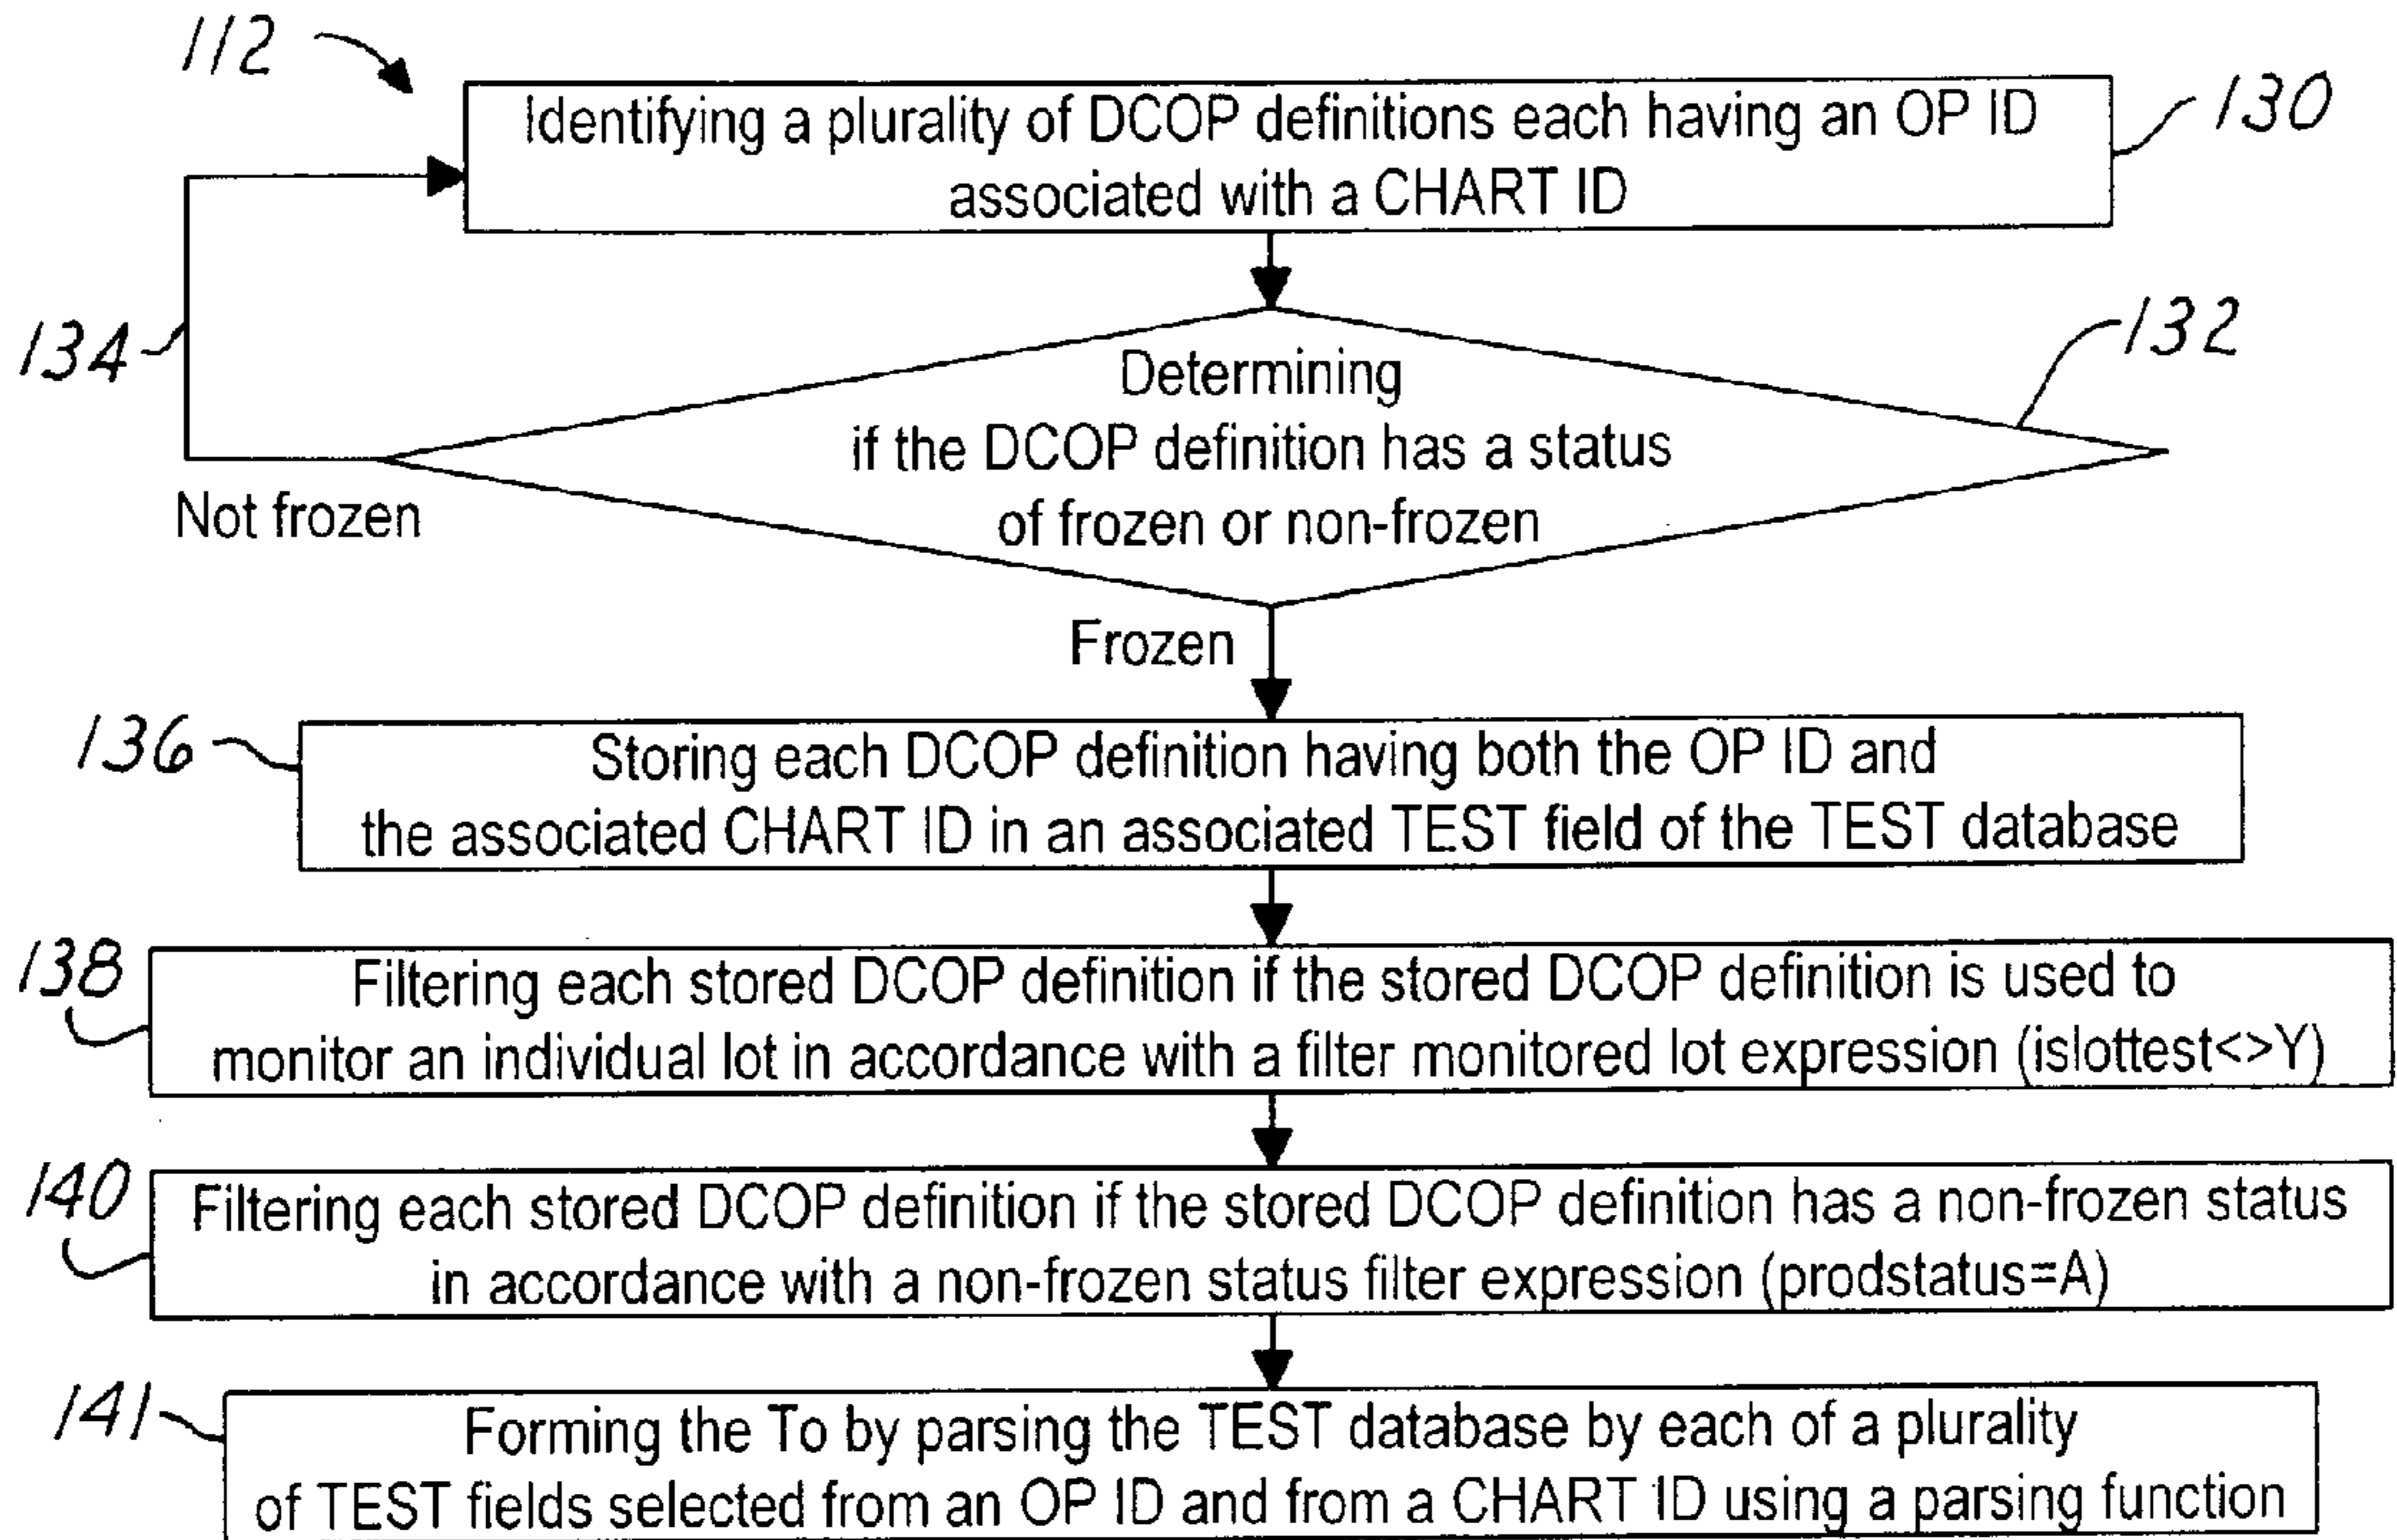 112
Identifying a plurality of DCOP definitions each having an OP ID
associated with a CHART ID
130
132
134
Determining
if the DCOP definition has a status
of frozen or non-frozen
Not frozen
Frozen
136
Storing each DCOP definition having both the OP ID and
the associated CHART ID in an associated TEST field of the TEST database
138
Filtering each stored DCOP definition if the stored DCOP definition is used to
monitor an individual lot in accordance with a filter monitored lot expression (islottest<>Y)
140
Filtering each stored DCOP definition if the stored DCOP definition has a non-frozen status
in accordance with a non-frozen status filter expression (prodstatus=A)
141
Forming the To by parsing the TEST database by each of a plurality
of TEST fields selected from an OP ID and from a CHART ID using a parsing function